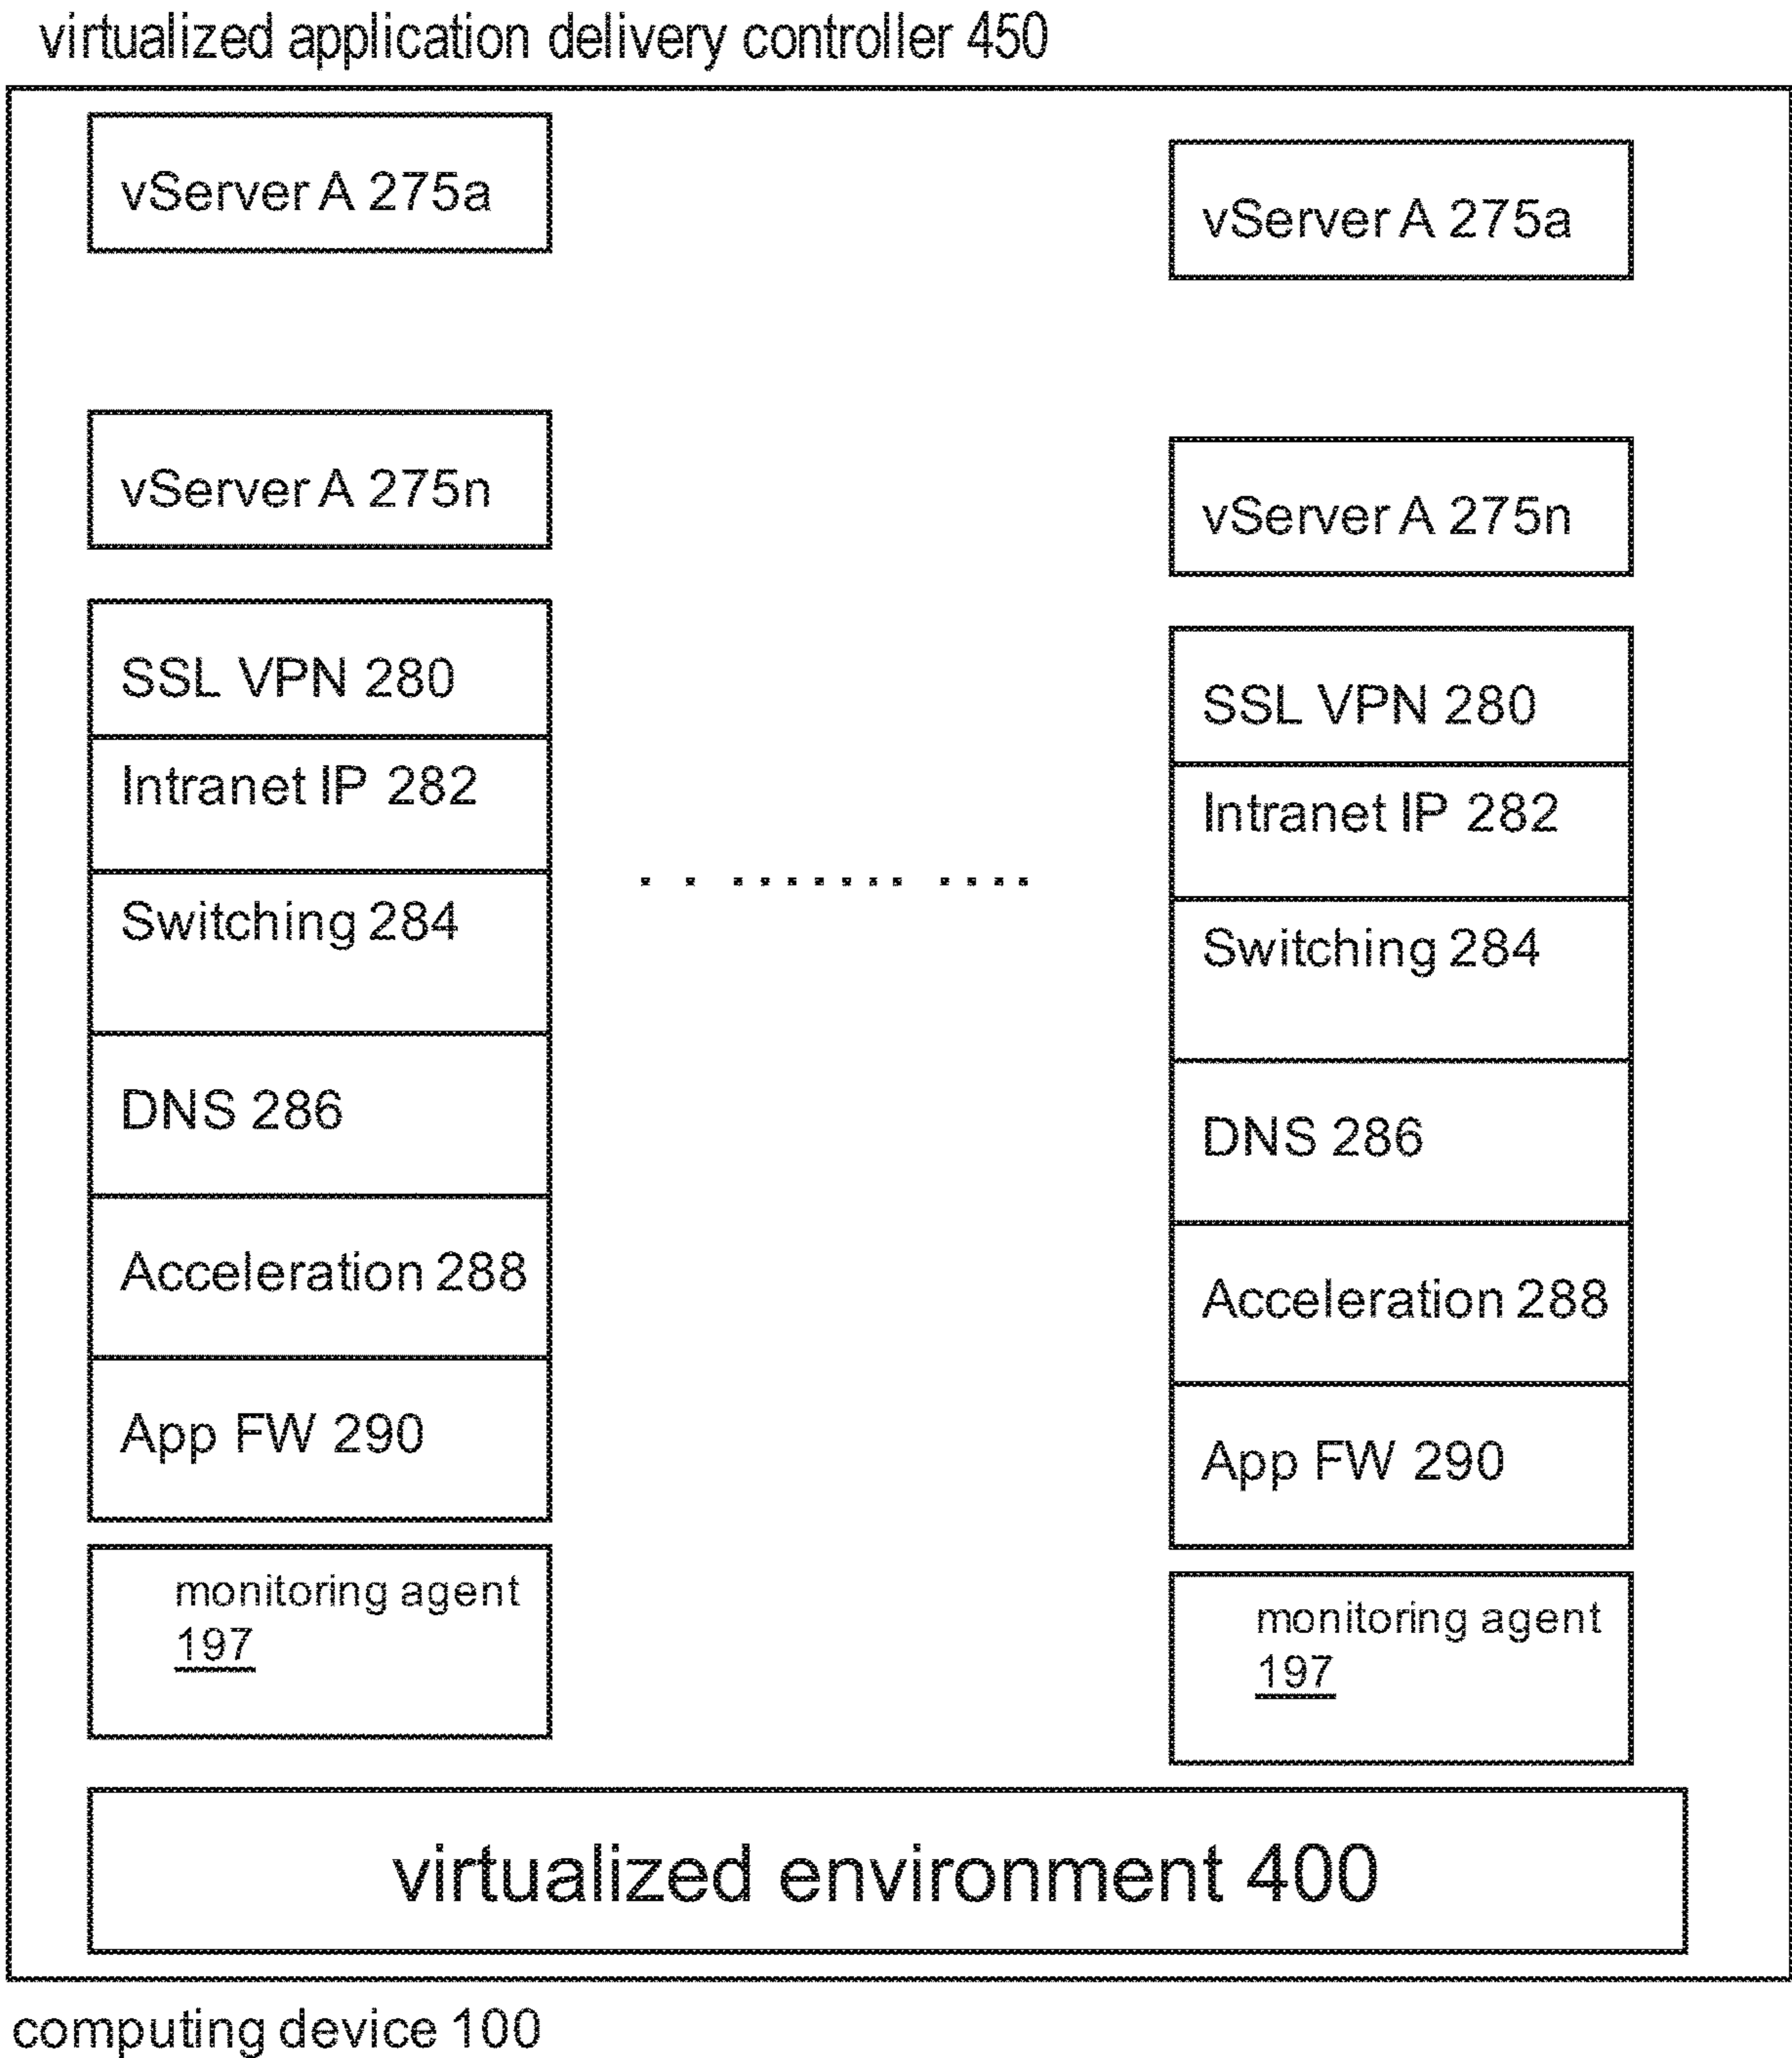 virtualized application delivery controller 450
vServer A 275a
vServer A 275n
SSL VPN 280
Intranet IP 282
Switching 284
DNS 286
Acceleration 288
App FW 290
monitoring agent
197
vServer A 275a
vServer A 275n
SSL VPN 280
Intranet IP 282
Switching 284
DNS 286
Acceleration 288
App FW 290
monitoring agent
197
virtualized environment 400
computing device 100